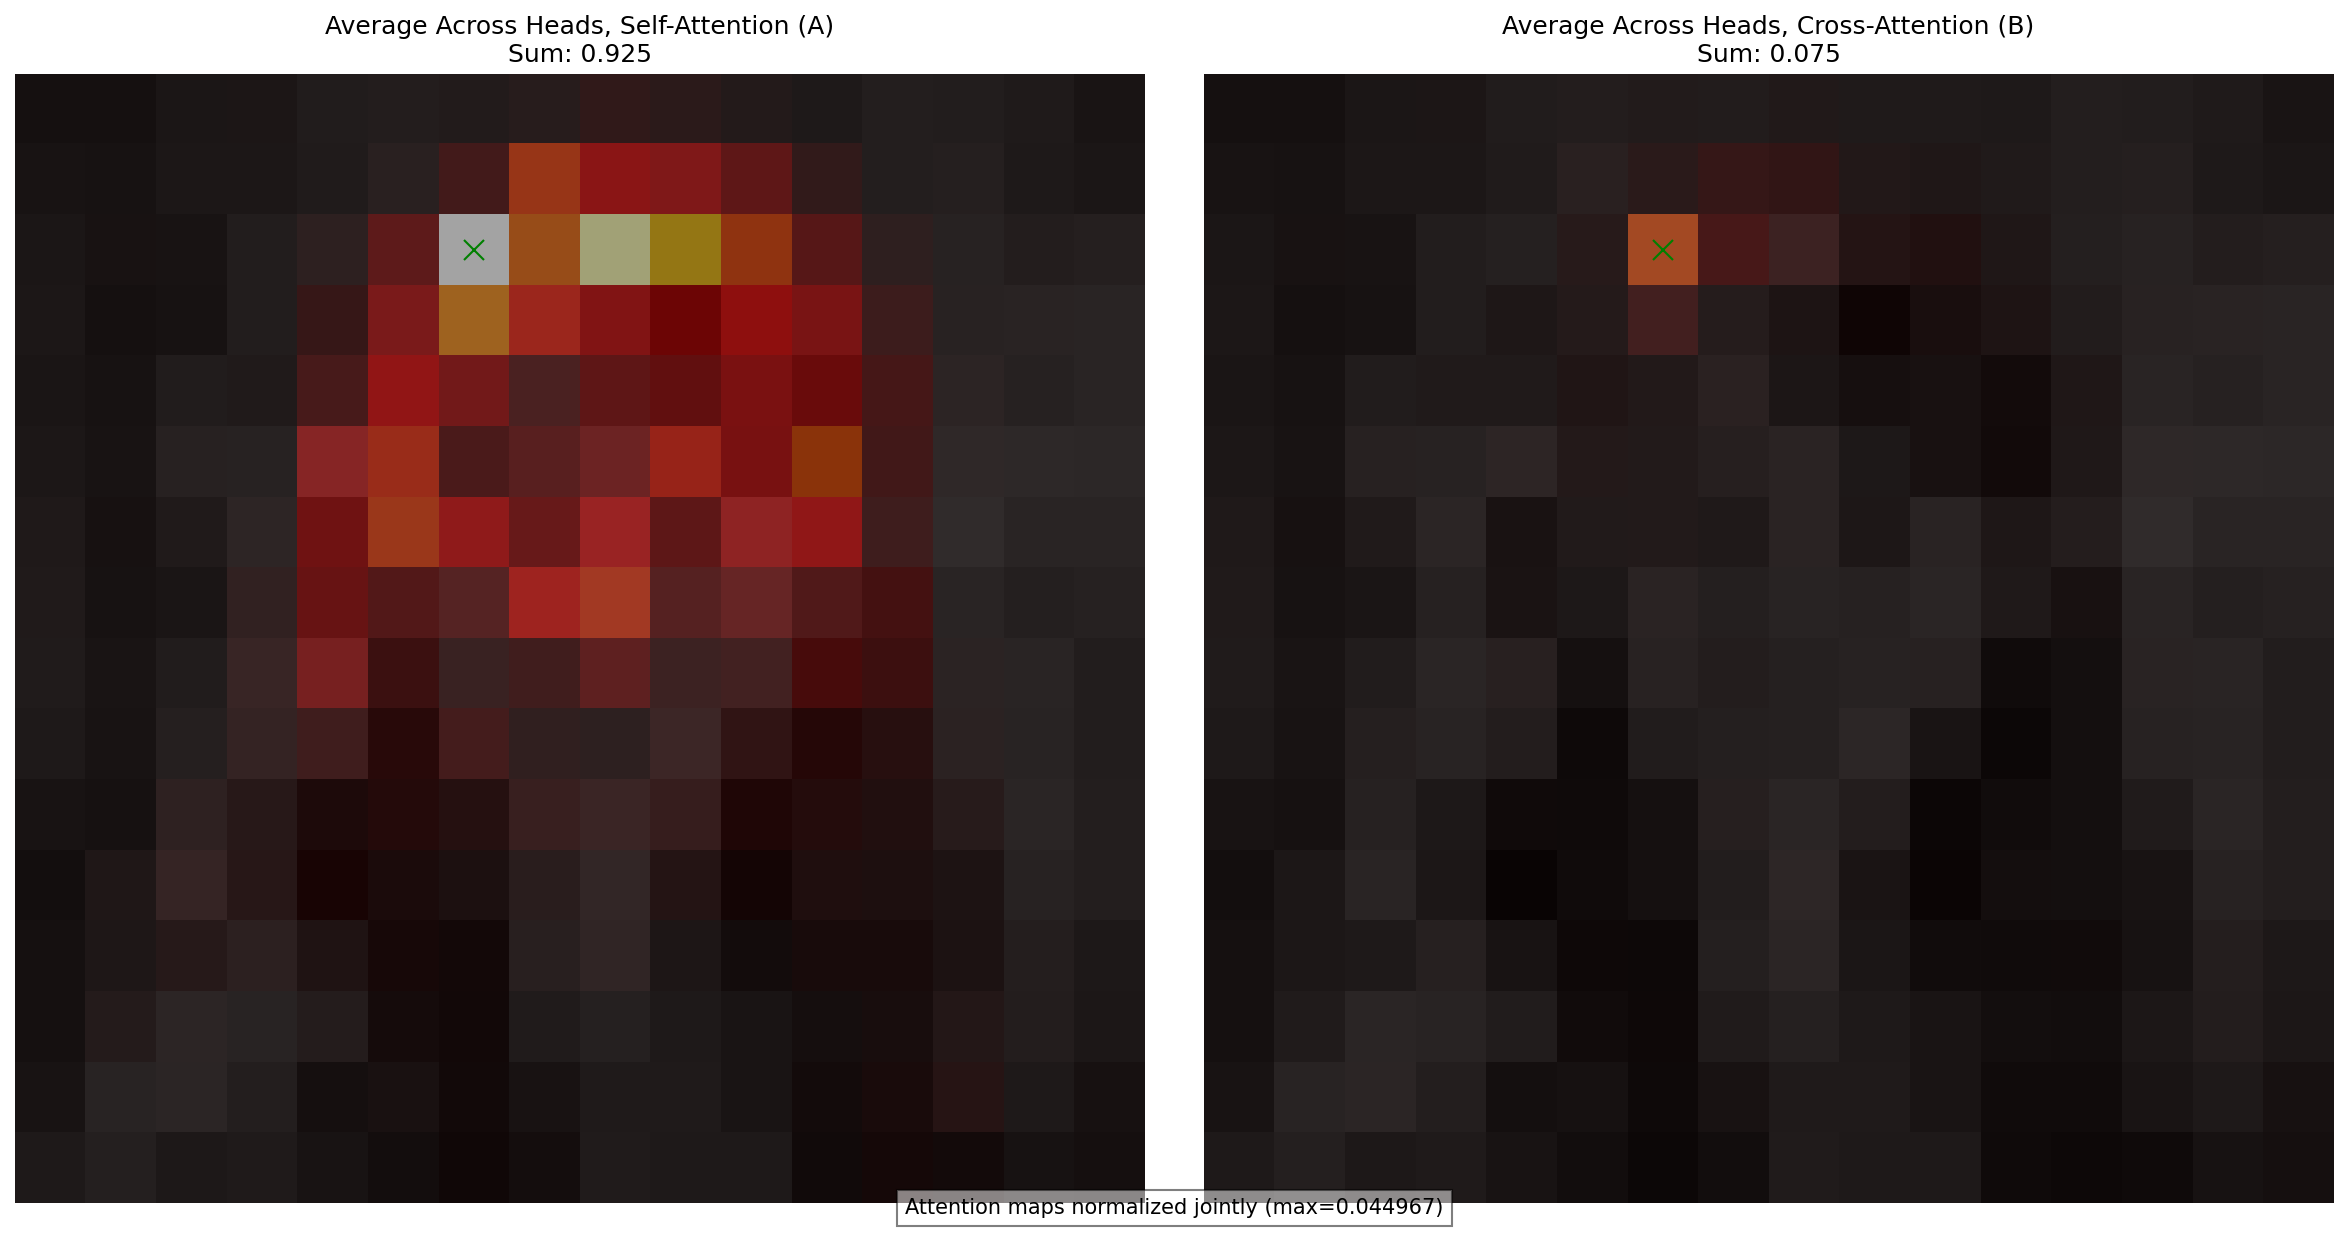 Average Across Heads, Self-Attention (A)
Sum: 0.925
Average Across Heads, Cross-Attention (B)
Sum: 0.075
Attention maps normalized jointly (max=0.044967)